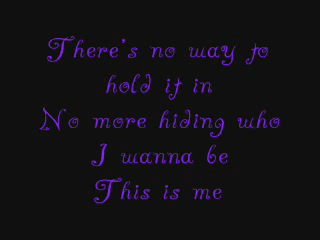 There's no way to
hold it in
No more hiding who
I wanna be
This is me